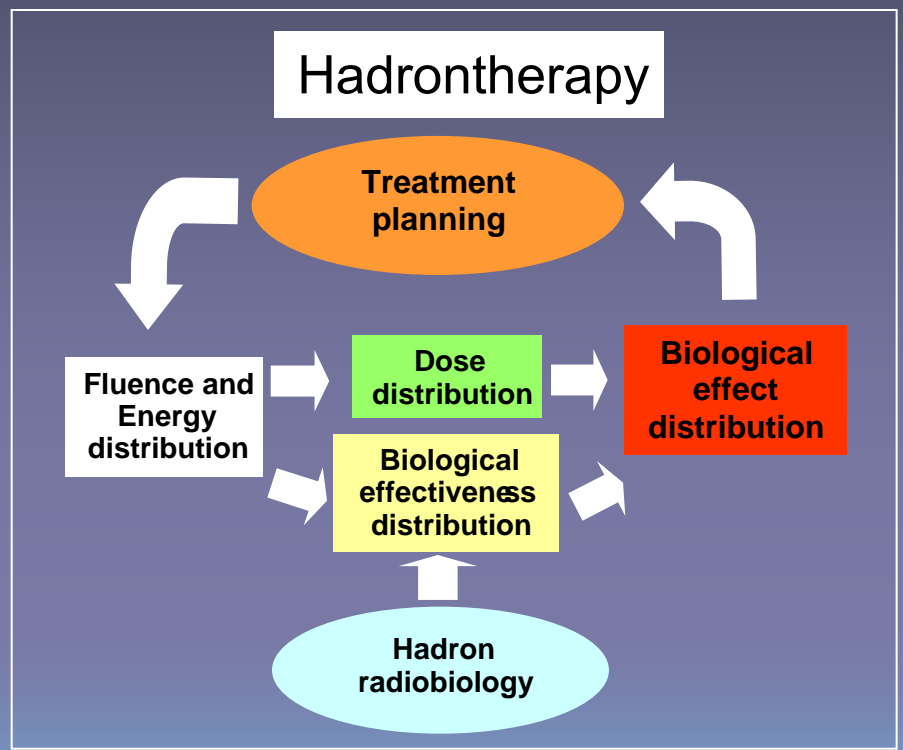 Hadrontherapy
Treatment
planning
Fluence and
Energy
distribution
Dose
distribution
Biological
effect
distribution
Biological
effectiveness
distribution
Hadron
radiobiology